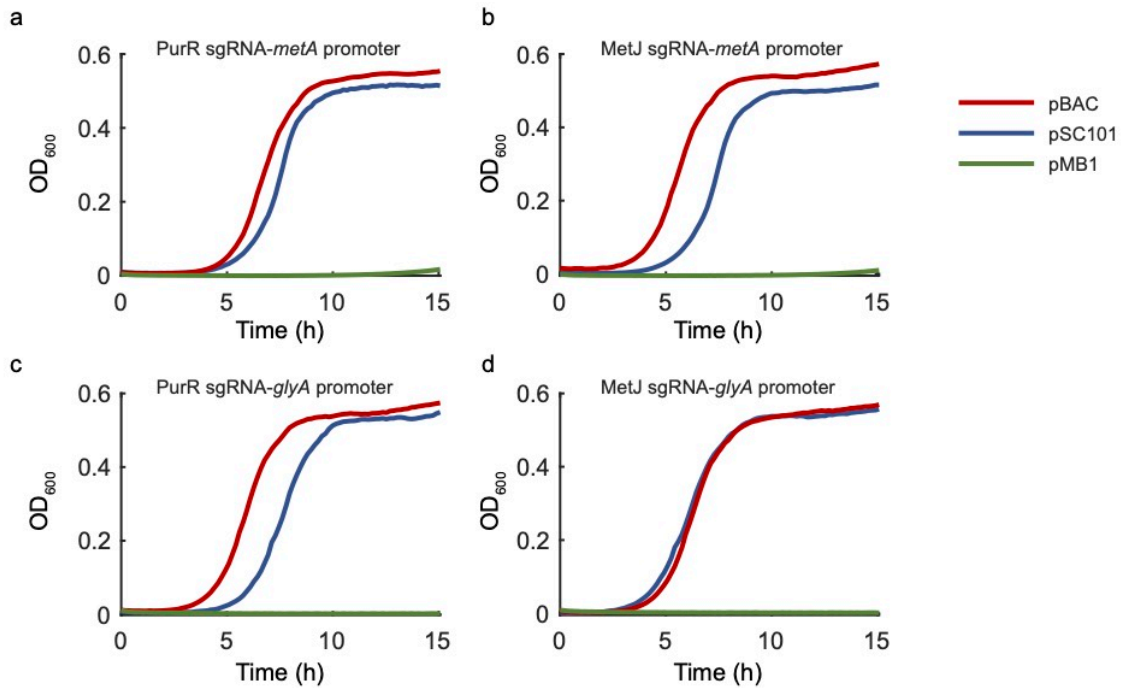 a
PurR sgRNA-metA promoter
0.6
0.4
0.2
0
OD600
0 5 10 15
Time (h)
b
MetJ sgRNA-metA promoter
0.6
0.4
0.2
0
OD600
0 5 10 15
Time (h)
pBAC
pSC101
pMB1
c
PurR sgRNA-glyA promoter
0.6
0.4
0.2
0
OD600
0 5 10 15
Time (h)
d
MetJ sgRNA-glyA promoter
0.6
0.4
0.2
0
OD600
0 5 10 15
Time (h)